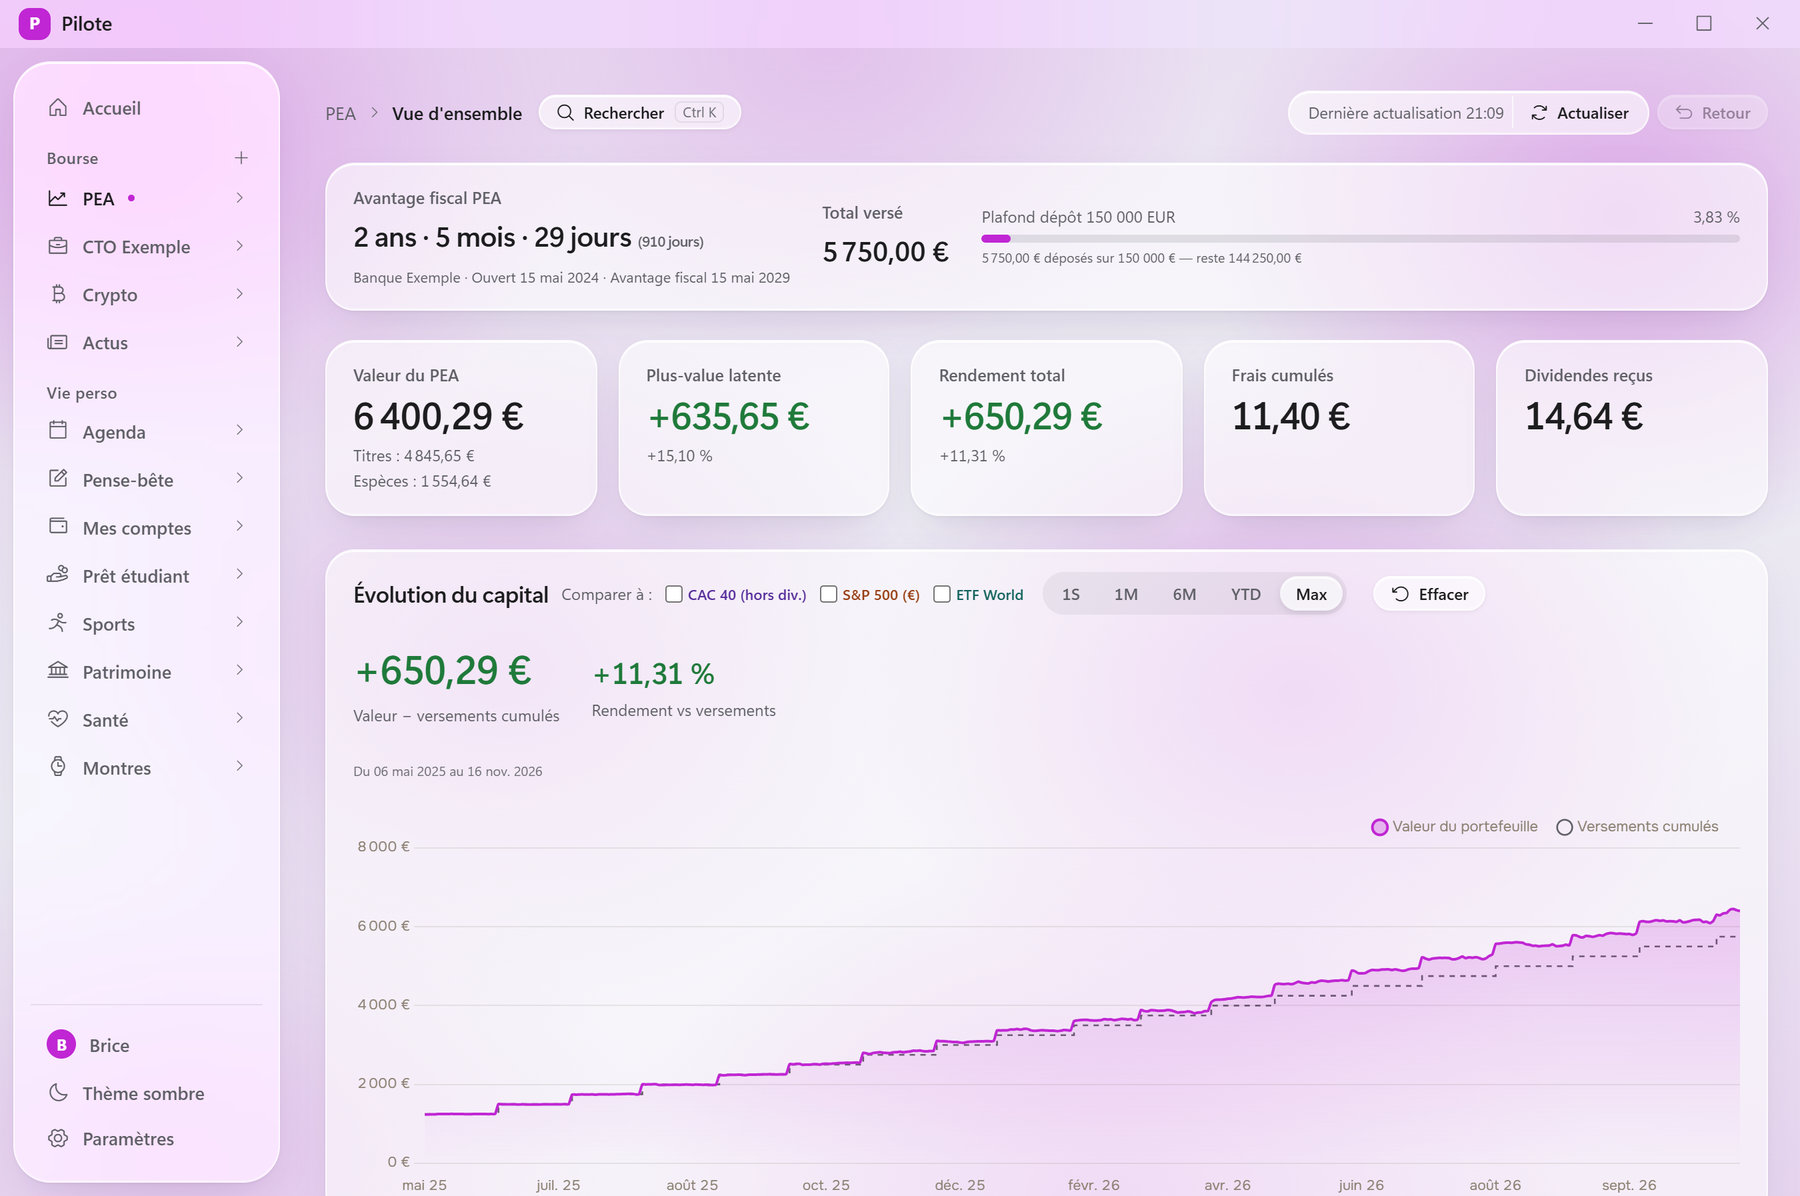 P Pilote
Accueil
Bourse
PEA
CTO Exemple
Crypto
Actus
Vie perso
Agenda
Pense-bête
Mes comptes
Prêt étudiant
Sports
Patrimoine
Santé
Montres
B Brice
Thème sombre
Paramètres
PEA > Vue d'ensemble Rechercher Ctrl K
Dernière actualisation 21:09 Actualiser Retour
Avantage fiscal PEA
2 ans · 5 mois · 29 jours (910 jours)
Banque Exemple · Ouvert 15 mai 2024 · Avantage fiscal 15 mai 2029
Total versé
5 750,00 €
Plafond dépôt 150 000 EUR 3,83 %
5 750,00 € déposés sur 150 000 € — reste 144 250,00 €
Valeur du PEA
6 400,29 €
Titres : 4 845,65 €
Espèces : 1 554,64 €
Plus-value latente
+635,65 €
+15,10 %
Rendement total
+650,29 €
+11,31 %
Frais cumulés
11,40 €
Dividendes reçus
14,64 €
Évolution du capital Comparer à : CAC 40 (hors div.) S&P 500 (€) ETF World 1S 1M 6M YTD Max Effacer
+650,29 €
Valeur − versements cumulés
+11,31 %
Rendement vs versements
Du 06 mai 2025 au 16 nov. 2026
Valeur du portefeuille Versements cumulés
8 000 €
6 000 €
4 000 €
2 000 €
0 €
mai 25 juil. 25 août 25 oct. 25 déc. 25 févr. 26 avr. 26 juin 26 août 26 sept. 26